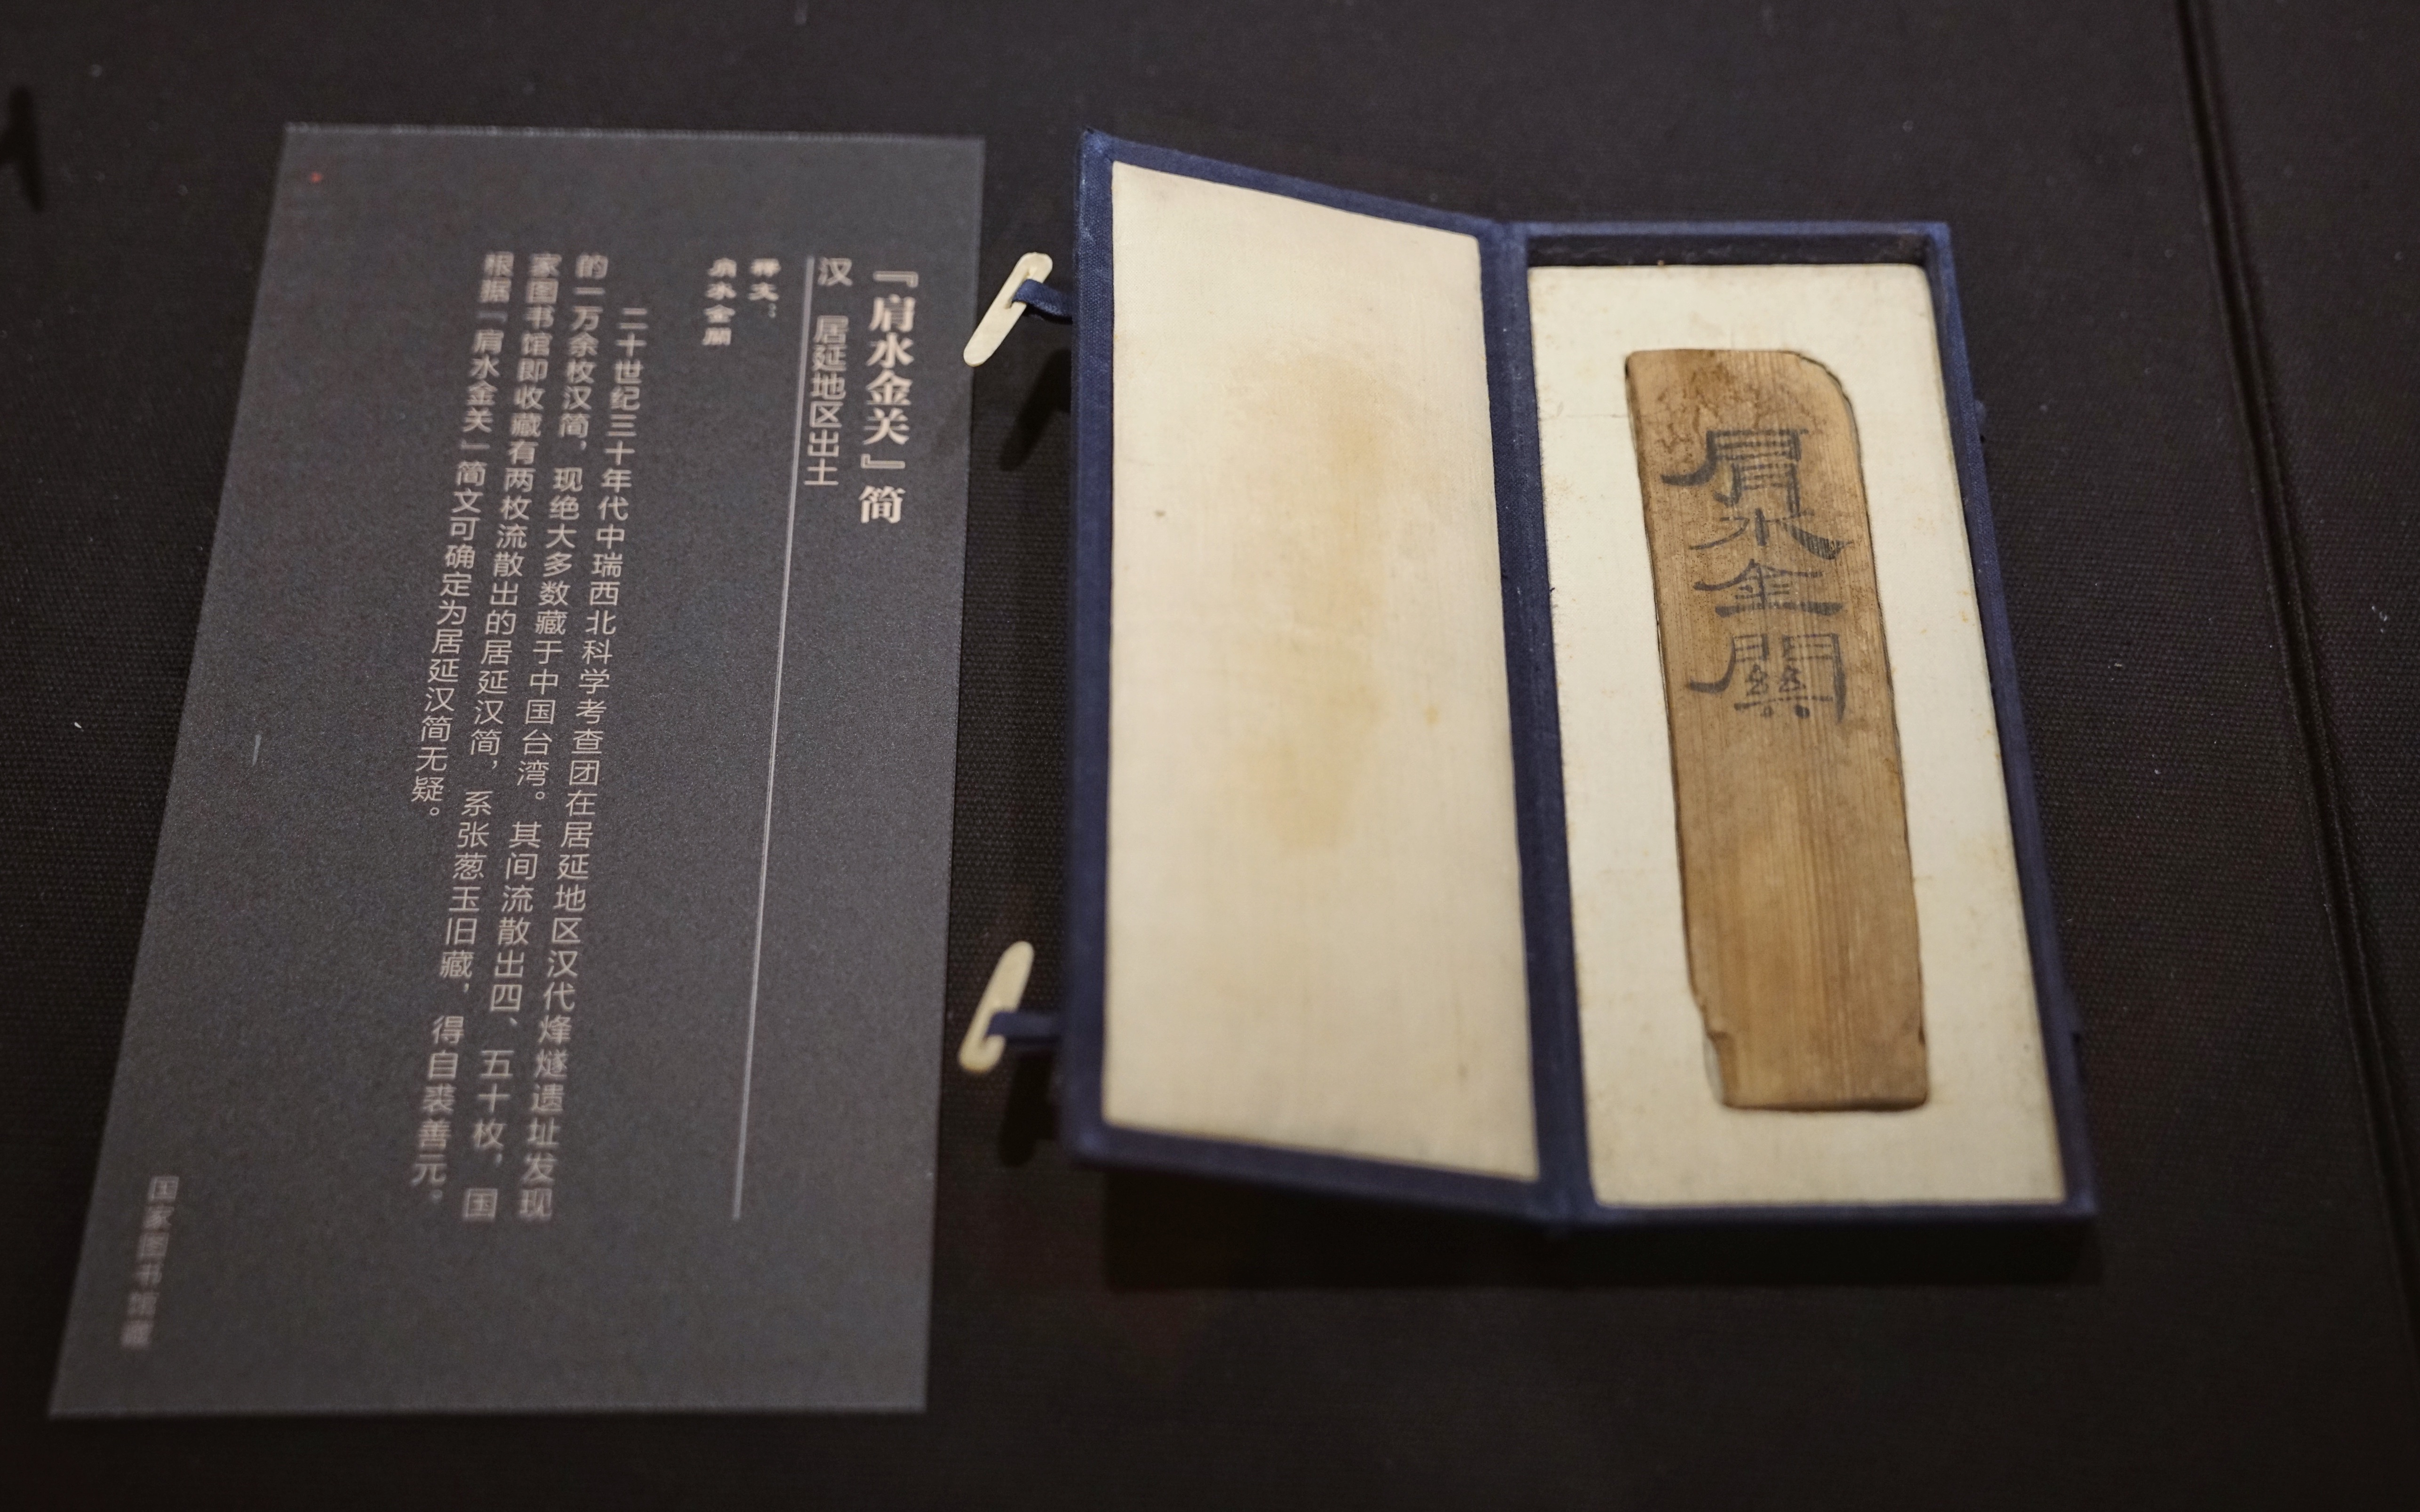 肩水金關
『肩水金关』简
汉 居延地区出土
释文：
肩水金關
二十世纪三十年代中瑞西北科学考查团在居延地区汉代烽燧遗址发现
的一万余枚汉简，现绝大多数藏于中国台湾。其间流散出四、五十枚，国
家图书馆即收藏有两枚流散出的居延汉简，系张葱玉旧藏，得自裘善元。
根据「肩水金关」简文可确定为居延汉简无疑。
国家图书馆藏